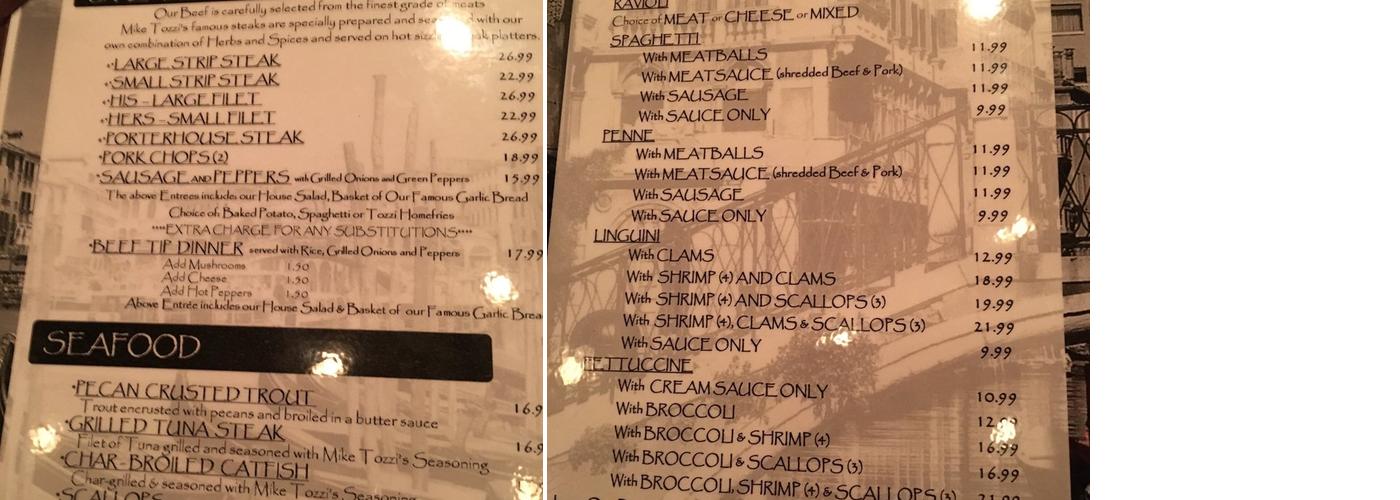 Our Beef is carefully selected from the finest grade of meats
Mike Tozzi's famous steaks are specially prepared and seasoned with our
own combination of Herbs and Spices and served on hot platters.
•LARGE STRIP STEAK 26.99
•SMALL STRIP STEAK 22.99
•HIS - LARGE FILET 26.99
•HERS - SMALL FILET 22.99
•PORTERHOUSE STEAK 26.99
•PORK CHOPS (2) 18.99
•SAUSAGE AND PEPPERS with Grilled Onions and Green Peppers 15.99
The above Entrees includes our House Salad, Basket of Our Famous Garlic Bread
Choice of: Baked Potato, Spaghetti or Tozzi Homefries
****EXTRA CHARGE FOR ANY SUBSTITUTIONS****
•BEEF TIP DINNER served with Rice, Grilled Onions and Peppers 17.99
Add Mushrooms 1.50
Add Cheese 1.50
Add Hot Peppers 1.50
Above Entrée includes our House Salad & Basket of our Famous Garlic Brea
SEAFOOD
•PECAN CRUSTED TROUT
Trout encrusted with pecans and broiled in a butter sauce 16.9
•GRILLED TUNA STEAK
Filet of Tuna grilled and seasoned with Mike Tozzi's Seasoning 16.9
•CHAR-BROILED CATFISH
Char-grilled & seasoned with Mike Tozzi's Seasoning
•SCALLOPS
RAVIOLI
Choice of MEAT or CHEESE or MIXED
SPAGHETTI
With MEATBALLS 11.99
With MEATSAUCE (shredded Beef & Pork) 11.99
With SAUSAGE 11.99
With SAUCE ONLY 9.99
PENNE
With MEATBALLS 11.99
With MEATSAUCE (shredded Beef & Pork) 11.99
With SAUSAGE 11.99
With SAUCE ONLY 9.99
LINGUINI
With CLAMS 12.99
With SHRIMP (4) AND CLAMS 18.99
With SHRIMP (4) AND SCALLOPS (3) 19.99
With SHRIMP (4), CLAMS & SCALLOPS (3) 21.99
With SAUCE ONLY 9.99
FETTUCCINE
With CREAM SAUCE ONLY 10.99
With BROCCOLI 12.99
With BROCCOLI & SHRIMP (4) 16.99
With BROCCOLI & SCALLOPS (3) 16.99
With BROCCOLI, SHRIMP (4) & SCALLOPS (3) 21.99